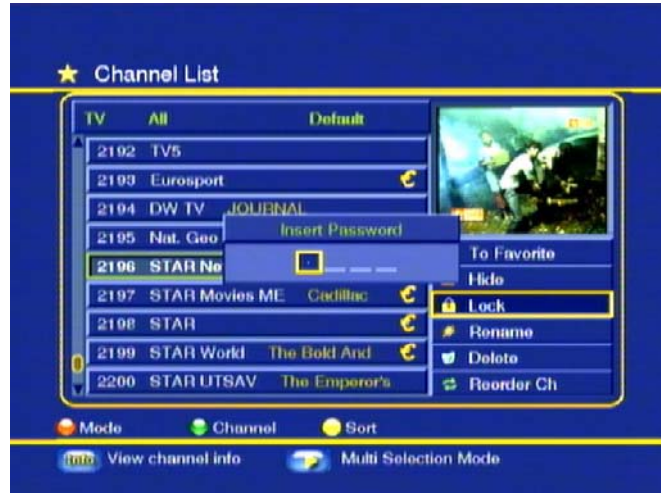 Channel List
TV All Default
2192 TV5
2193 Eurosport €
2194 DW TV JOURNAL
2195 Nat. Geo
Insert Password
2196 STAR Ne
2197 STAR Movies ME Cadillac €
2198 STAR €
2199 STAR World The Bold And €
2200 STAR UTSAV The Emperor's
To Favorite
Hide
Lock
Rename
Delete
Reorder Ch
Mode Channel Sort
Info View channel info Multi Selection Mode